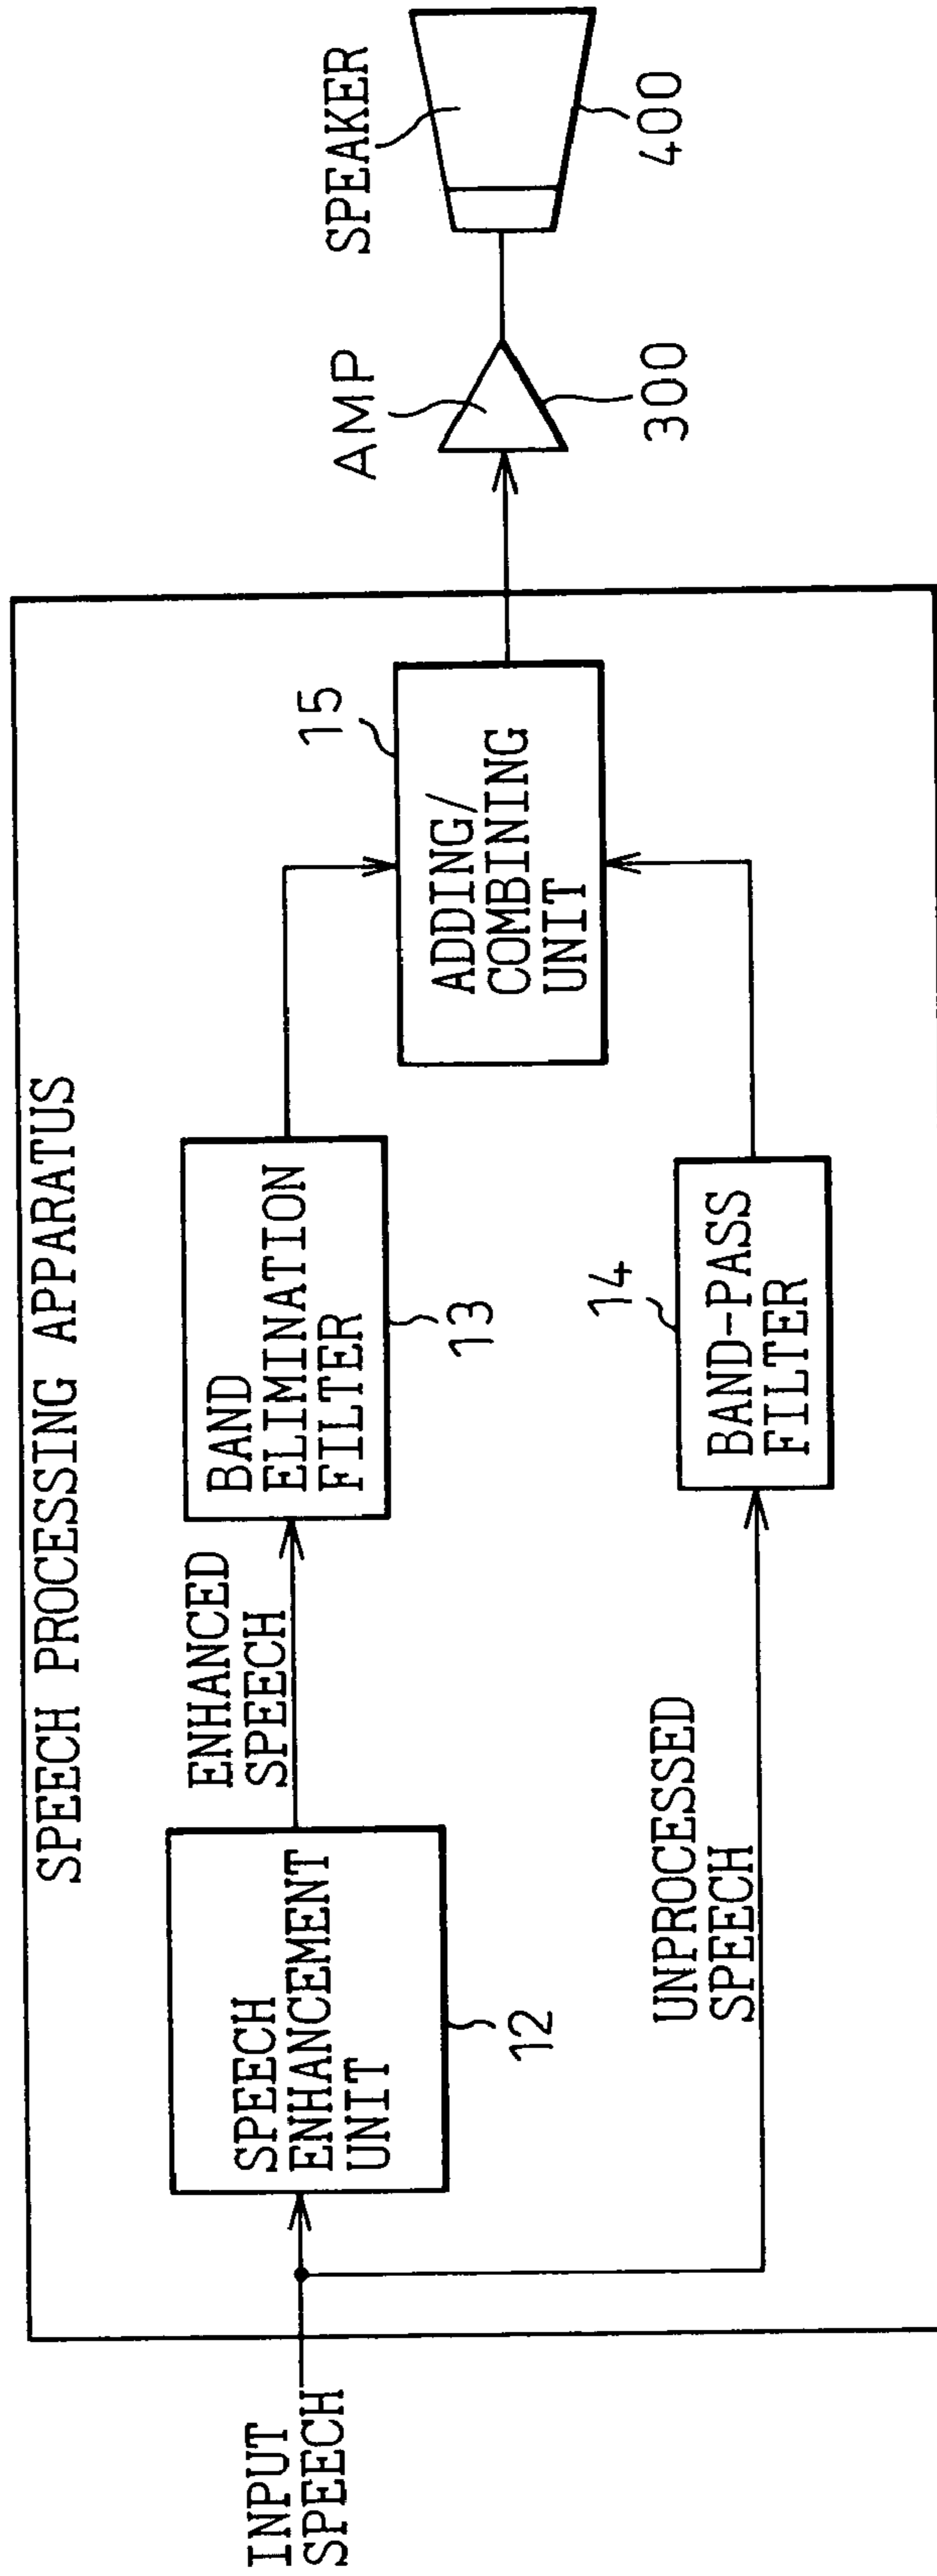 SPEECH PROCESSING APPARATUS
INPUT
SPEECH
SPEECH
ENHANCEMENT
UNIT
12
ENHANCED
SPEECH
BAND
ELIMINATION
FILTER
13
UNPROCESSED
SPEECH
14
BAND-PASS
FILTER
15
ADDING/
COMBINING
UNIT
AMP
300
SPEAKER
400